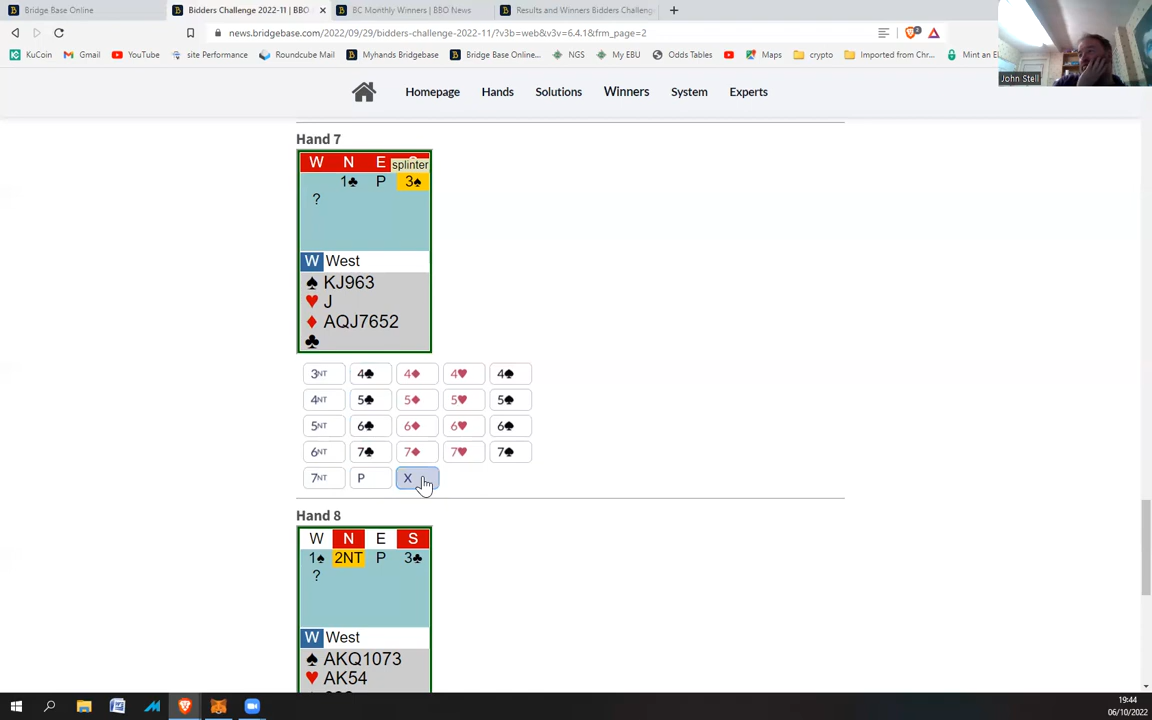 Bridge Base Online
Bidders Challenge 2022-11 | BBO
BC Monthly Winners | BBO News
Results and Winners Bidders Challeng
news.bridgebase.com/2022/09/29/bidders-challenge-2022-11/?v3b=web&v3v=6.4.1&frm_page=2
KuCoin
Gmail
YouTube
site Performance
Roundcube Mail
Myhands Bridgebase
Bridge Base Online...
NGS
My EBU
Odds Tables
Maps
crypto
Imported from Chr...
Mint an E
John Stell
Homepage
Hands
Solutions
Winners
System
Experts
Hand 7
W N E
splinter
1♣ P 3♠
?
W West
♠ KJ963
♥ J
♦ AQJ7652
♣
3NT 4♣ 4♦ 4♥ 4♠
4NT 5♣ 5♦ 5♥ 5♠
5NT 6♣ 6♦ 6♥ 6♠
6NT 7♣ 7♦ 7♥ 7♠
7NT P X
Hand 8
W N E S
1♠ 2NT P 3♣
?
W West
♠ AKQ1073
♥ AK54
19:44
06/10/2022